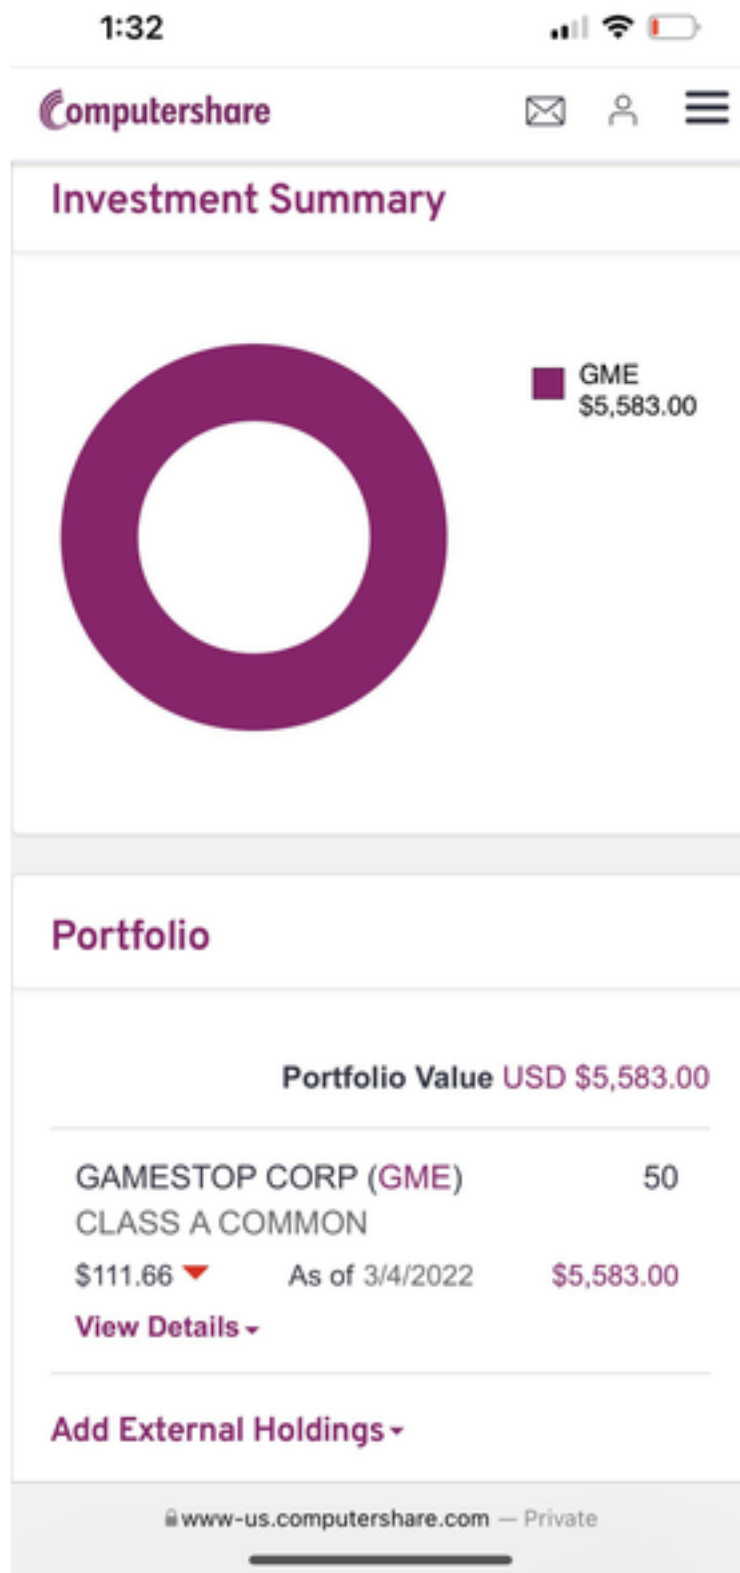 1:32
Computershare
Investment Summary
GME
$5,583.00
Portfolio
Portfolio Value USD $5,583.00
GAMESTOP CORP (GME) 50
CLASS A COMMON
$111.66 As of 3/4/2022 $5,583.00
View Details
Add External Holdings
www-us.computershare.com — Private